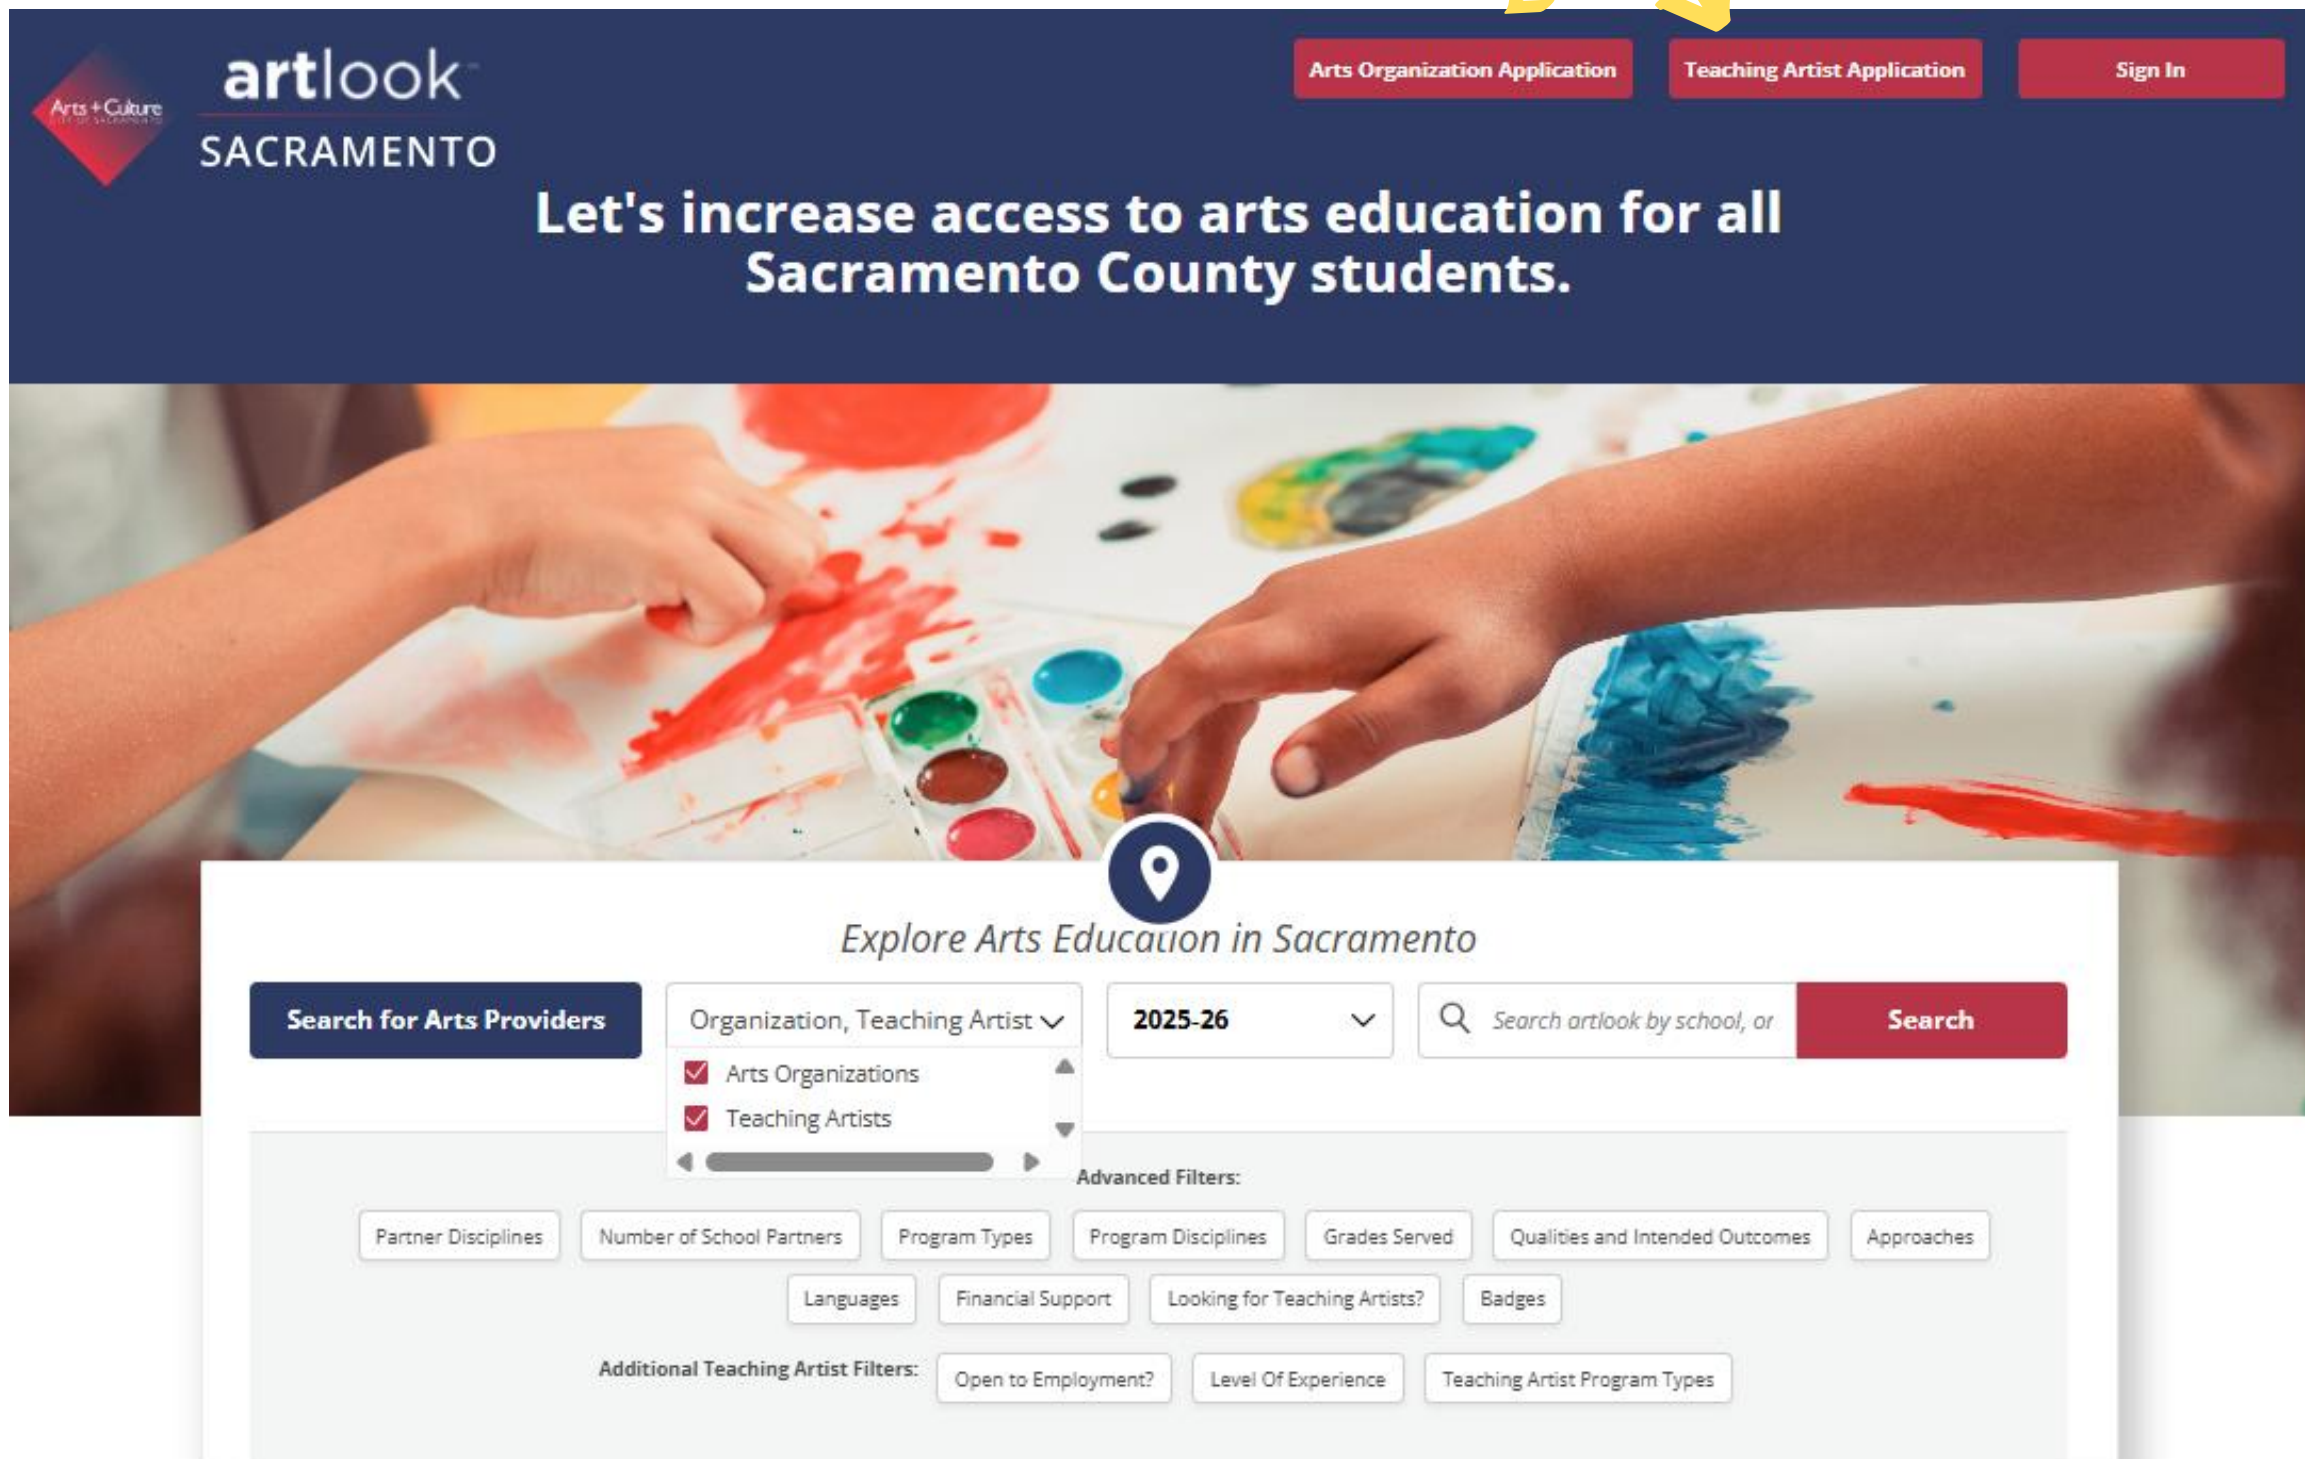 Arts Organization Application
Teaching Artist Application
Sign In
artlook
Arts + Culture
SACRAMENTO
Let's increase access to arts education for all
Sacramento County students.
Explore Arts Education in Sacramento
Search for Arts Providers
Organization, Teaching Artist
2025-26
Search artlook by school, or
Search
Arts Organizations
Teaching Artists
Advanced Filters:
Partner Disciplines
Number of School Partners
Program Types
Program Disciplines
Grades Served
Qualities and Intended Outcomes
Approaches
Languages
Financial Support
Looking for Teaching Artists?
Badges
Additional Teaching Artist Filters:
Open to Employment?
Level Of Experience
Teaching Artist Program Types